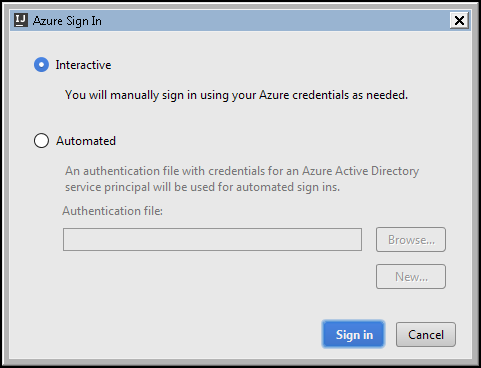 IJ Azure Sign In
Interactive
You will manually sign in using your Azure credentials as needed.
Automated
An authentication file with credentials for an Azure Active Directory
service principal will be used for automated sign ins.
Authentication file:
Browse...
New...
Sign in Cancel